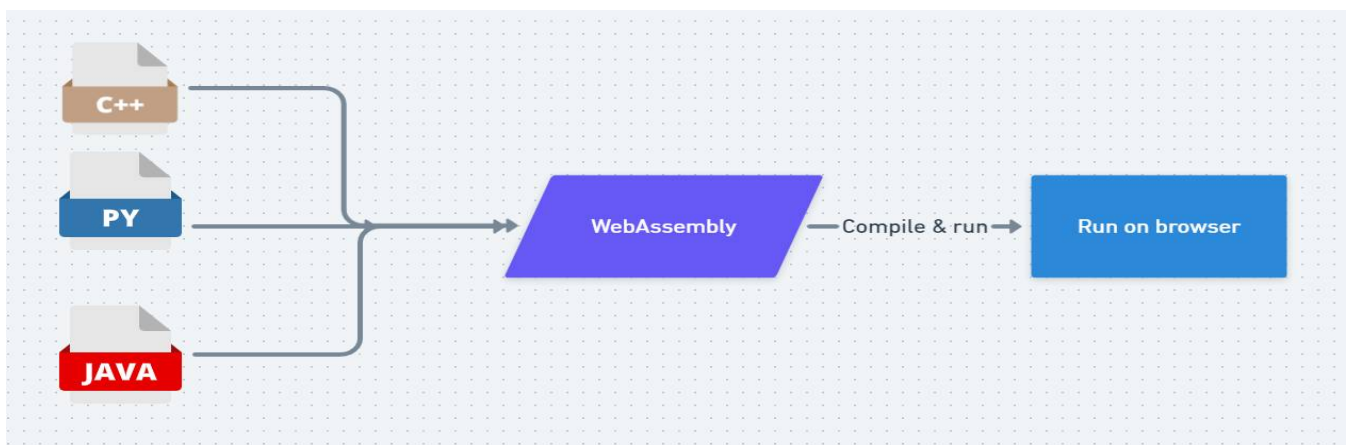 C++
PY
JAVA
WebAssembly
Compile & run
Run on browser